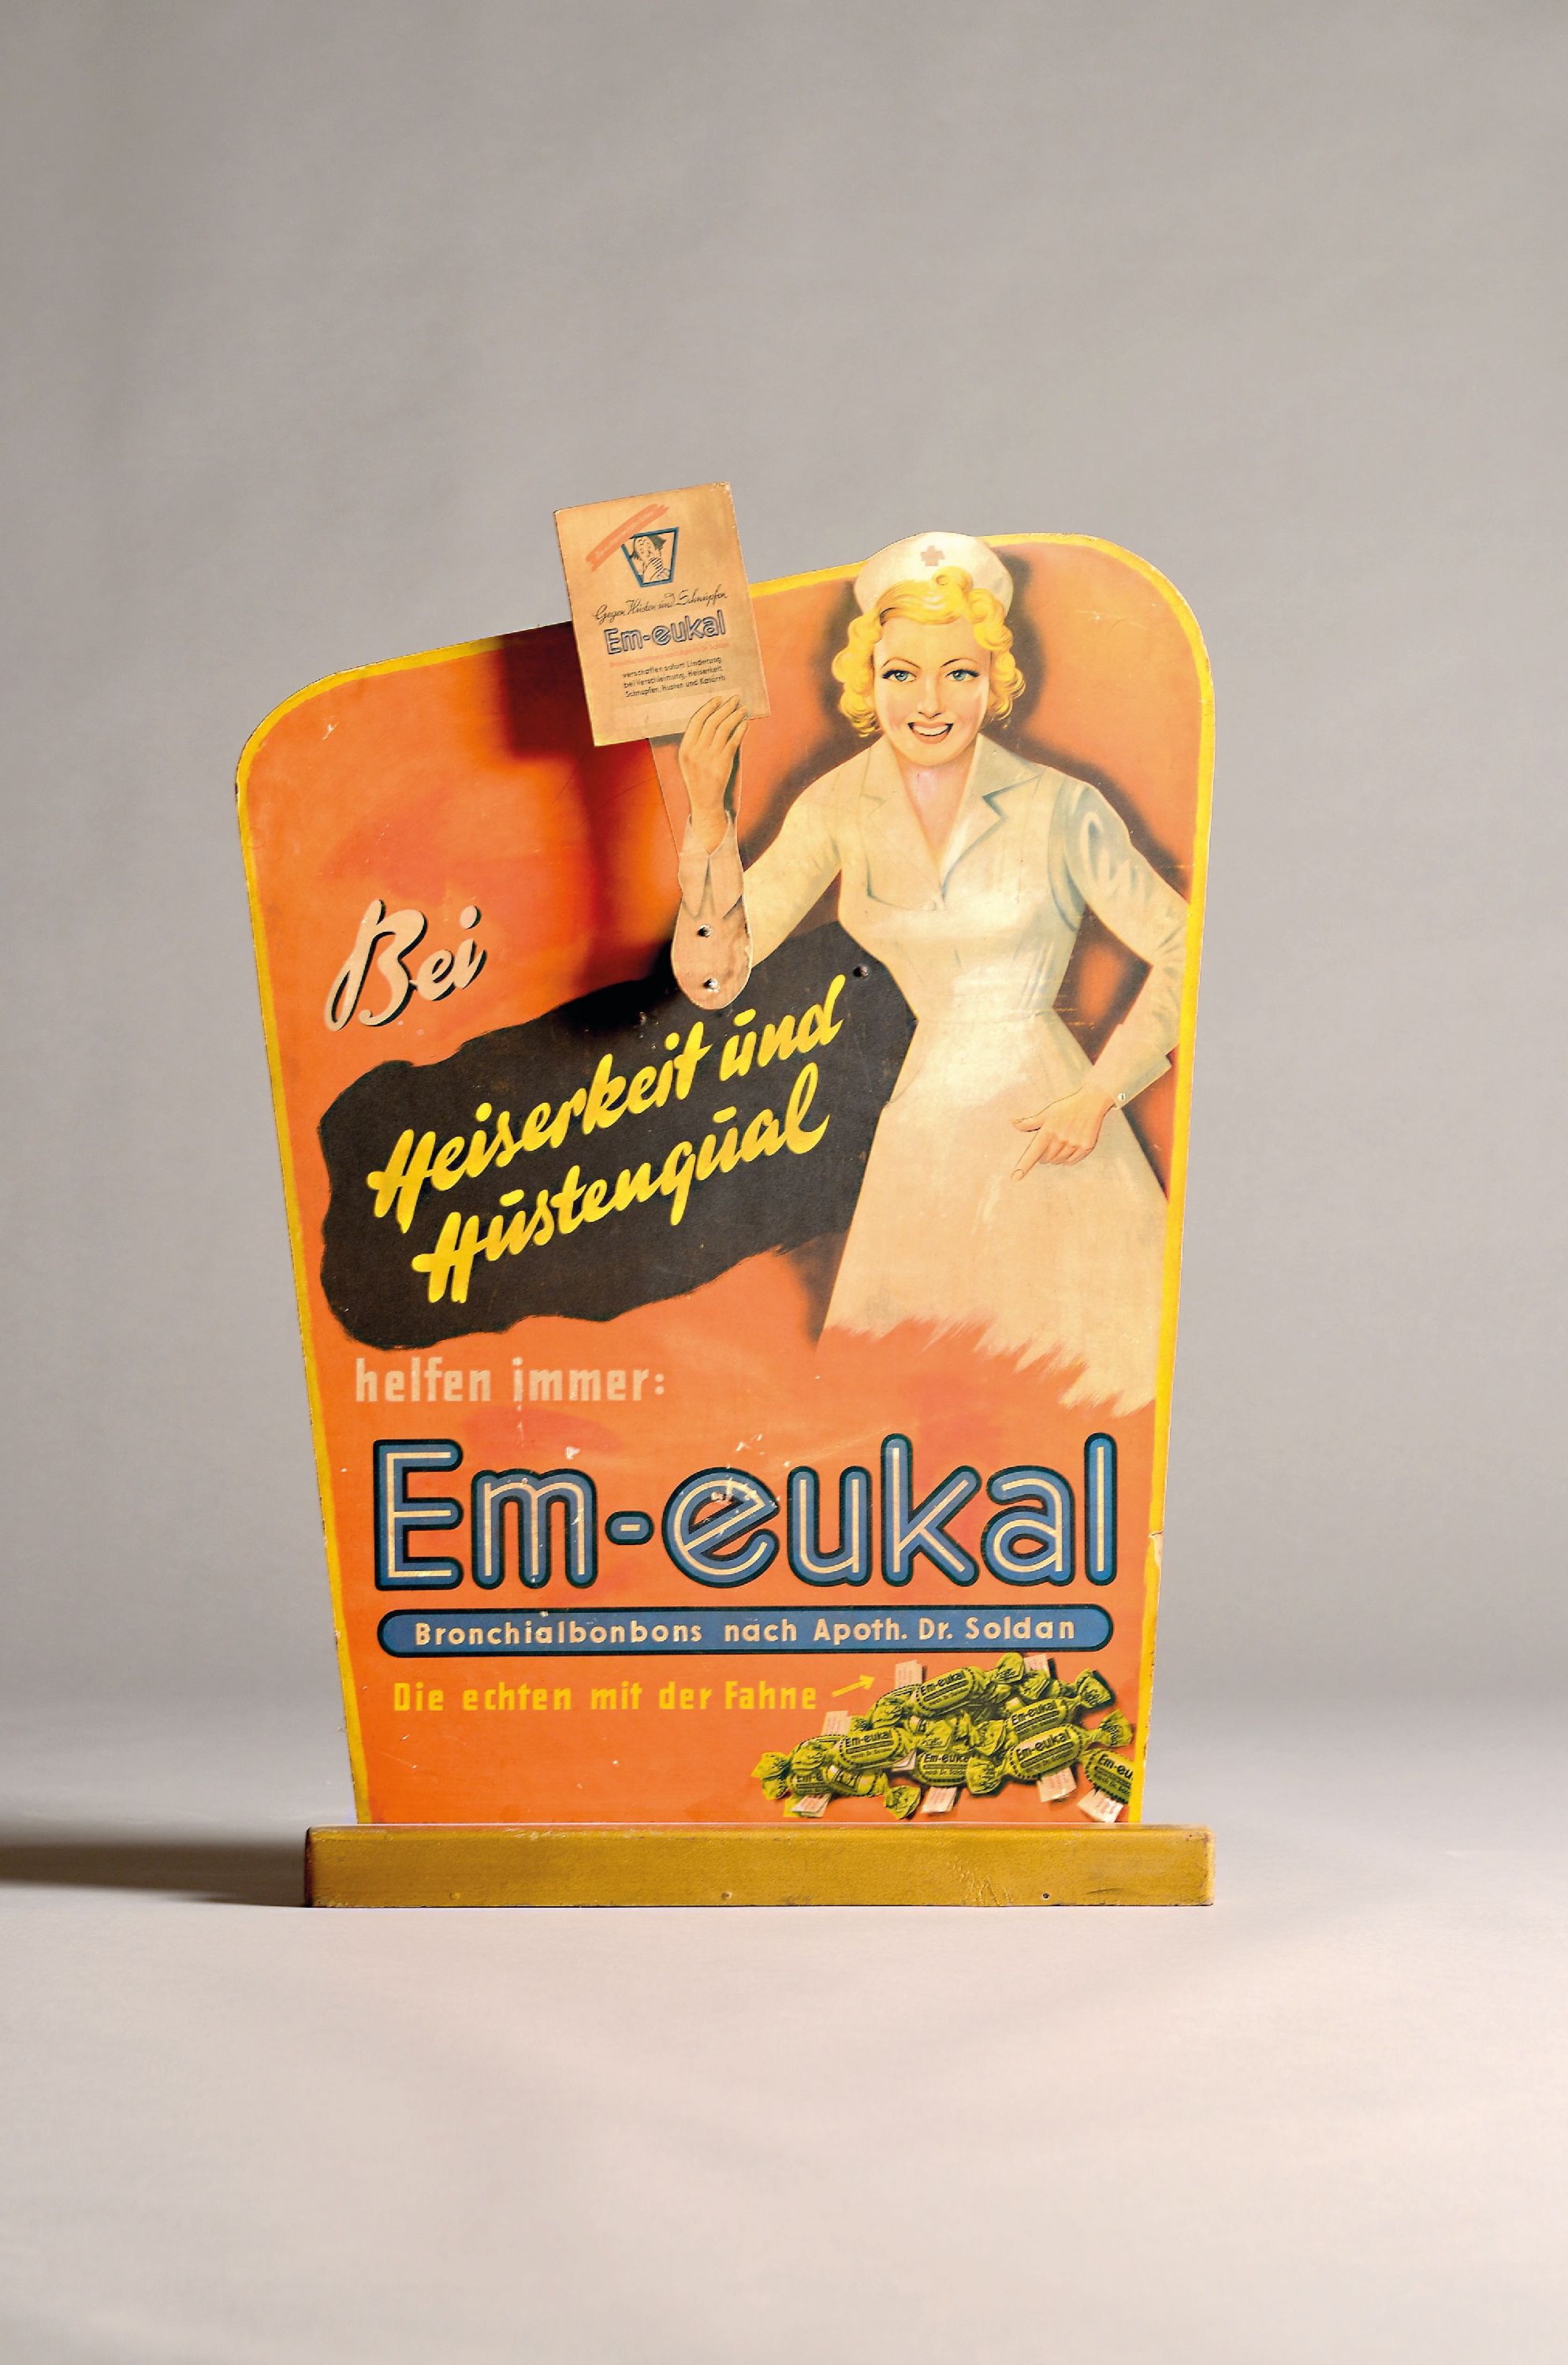 Gegen Husten und Schnupfen
Em-eukal
verschaffen sofort Linderung
bei Verschleimung, Heiserkeit,
Schnupfen, Husten und Katarrh
Bei
Heiserkeit und
Hustenqual
helfen immer:
Em-eukal
Bronchialbonbons nach Apoth. Dr. Soldan
Die echten mit der Fahne
Em-eukal
Em-eukal
Em-eukal
Em-eukal
Em-eukal
Em-eu